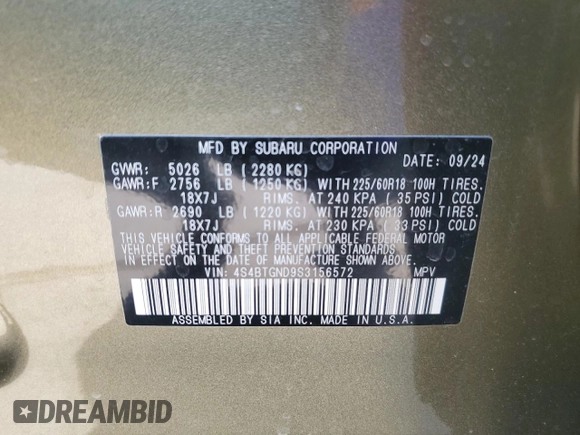 MFD BY SUBARU CORPORATION
GVWR: 5026 LB ( 2280 KG) DATE: 09/24
GAWR:F 2756 LB ( 1250 KG) WITH 225/60R18 100H TIRES.
18X7J RIMS. AT 240 KPA ( 35 PSI) COLD
GAWR:R 2690 LB ( 1220 KG) WITH 225/60R18 100H TIRES.
18X7J RIMS. AT 230 KPA ( 33 PSI) COLD
THIS VEHICLE CONFORMS TO ALL APPLICABLE FEDERAL MOTOR
VEHICLE SAFETY, BUMPER, AND THEFT PREVENTION STANDARDS
IN EFFECT ON THE DATE OF MANUFACTURE SHOWN ABOVE.
VIN: 4S4BTGND9S3156572 MPV
ASSEMBLED BY SIA INC. MADE IN U.S.A.
DREAMBID